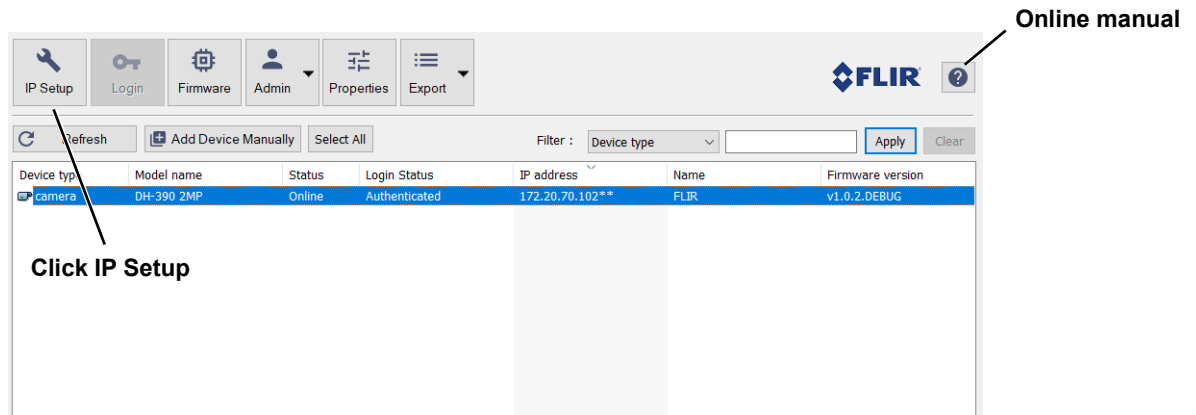 Online manual
IP Setup Login Firmware Admin Properties Export FLIR ?
Refresh Add Device Manually Select All Filter : Device type Apply Clear
Device type Model name Status Login Status IP address Name Firmware version
camera DH-390 2MP Online Authenticated 172.20.70.102** FLIR v1.0.2.DEBUG
Click IP Setup